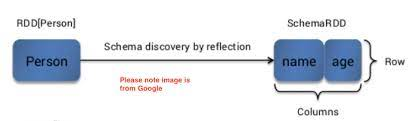 RDD[Person]
SchemaRDD
Schema discovery by reflection
Person
name
age
Row
Please note image is
from Google
Columns